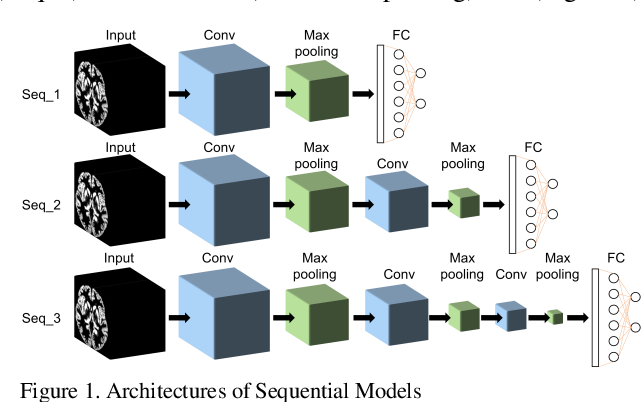 Input Conv Max pooling FC
Seq_1
Input Conv Max pooling Conv Max pooling FC
Seq_2
Input Conv Max pooling Conv Max pooling Conv Max pooling FC
Seq_3
Figure 1. Architectures of Sequential Models